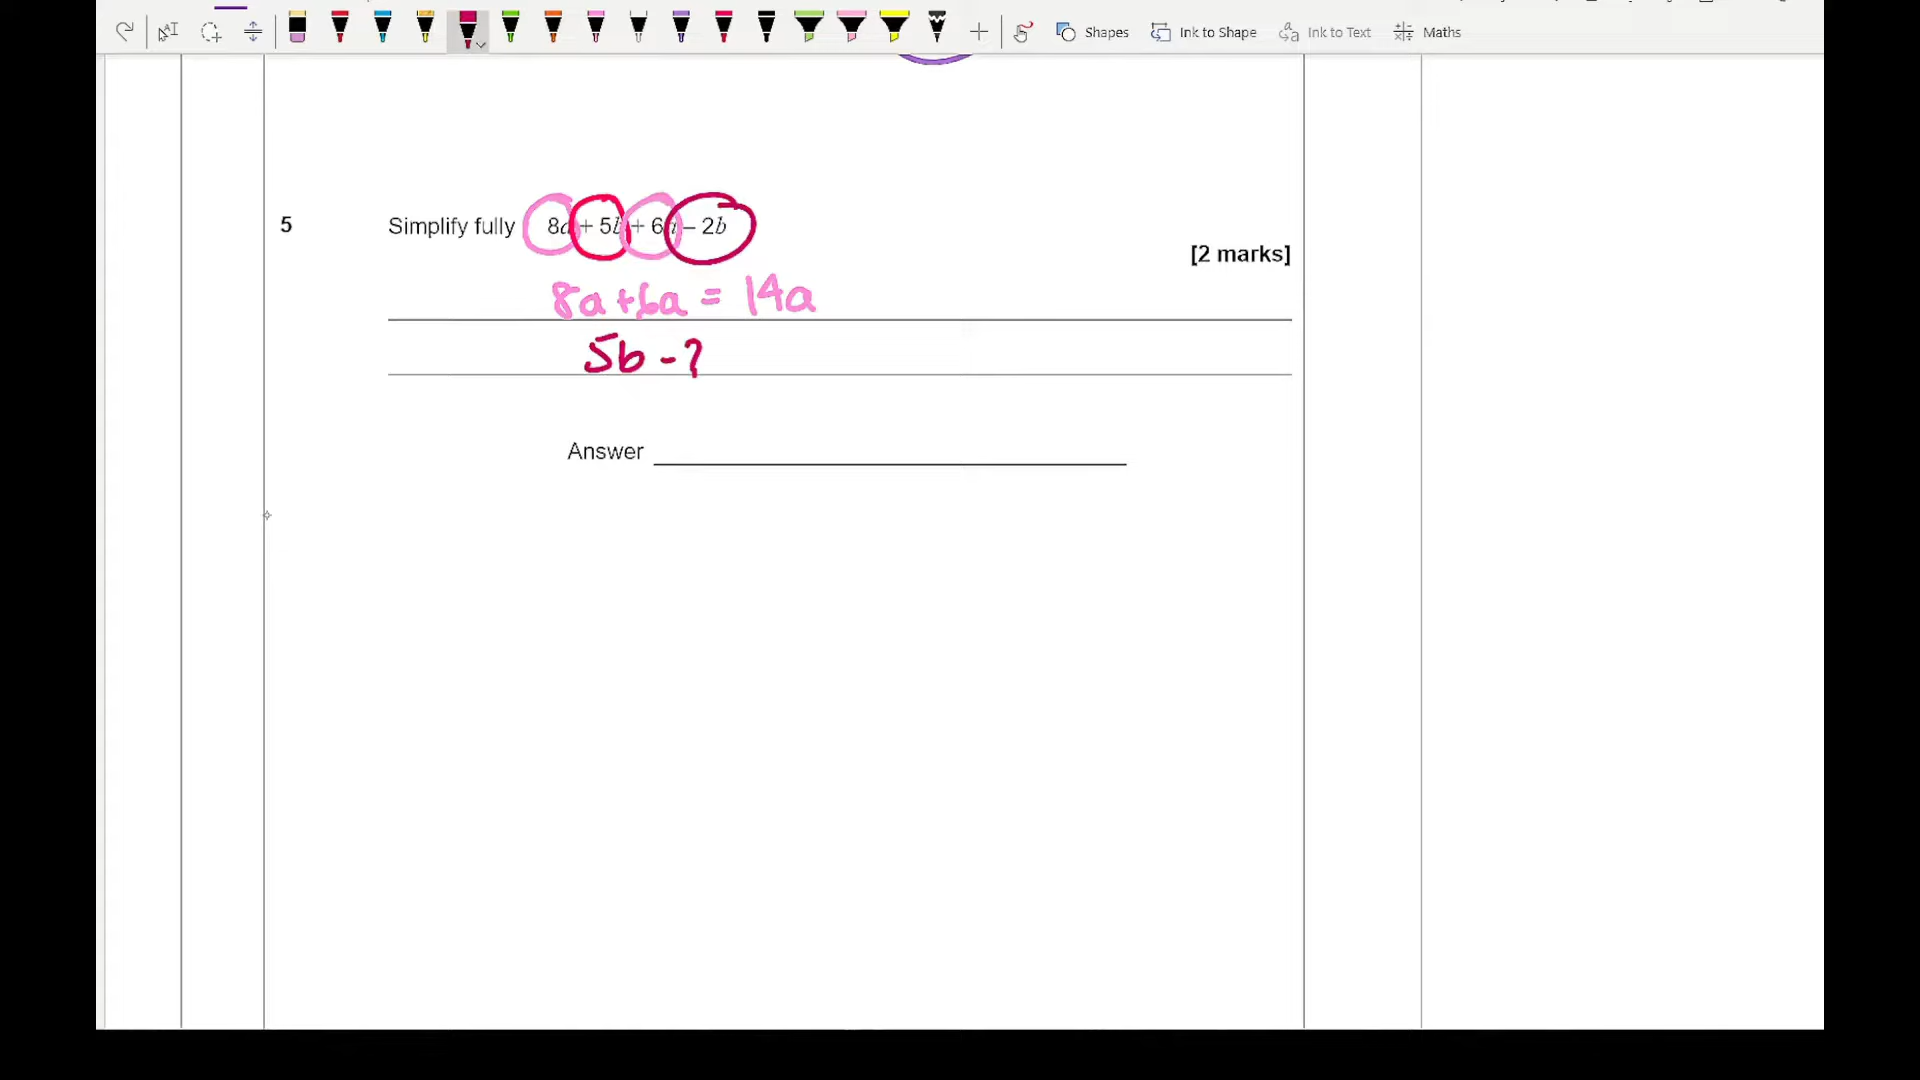 Shapes Ink to Shape Ink to Text Maths
5 Simplify fully 8a + 5b + 6a – 2b
[2 marks]
8a + 6a = 14a
5b - 2
Answer